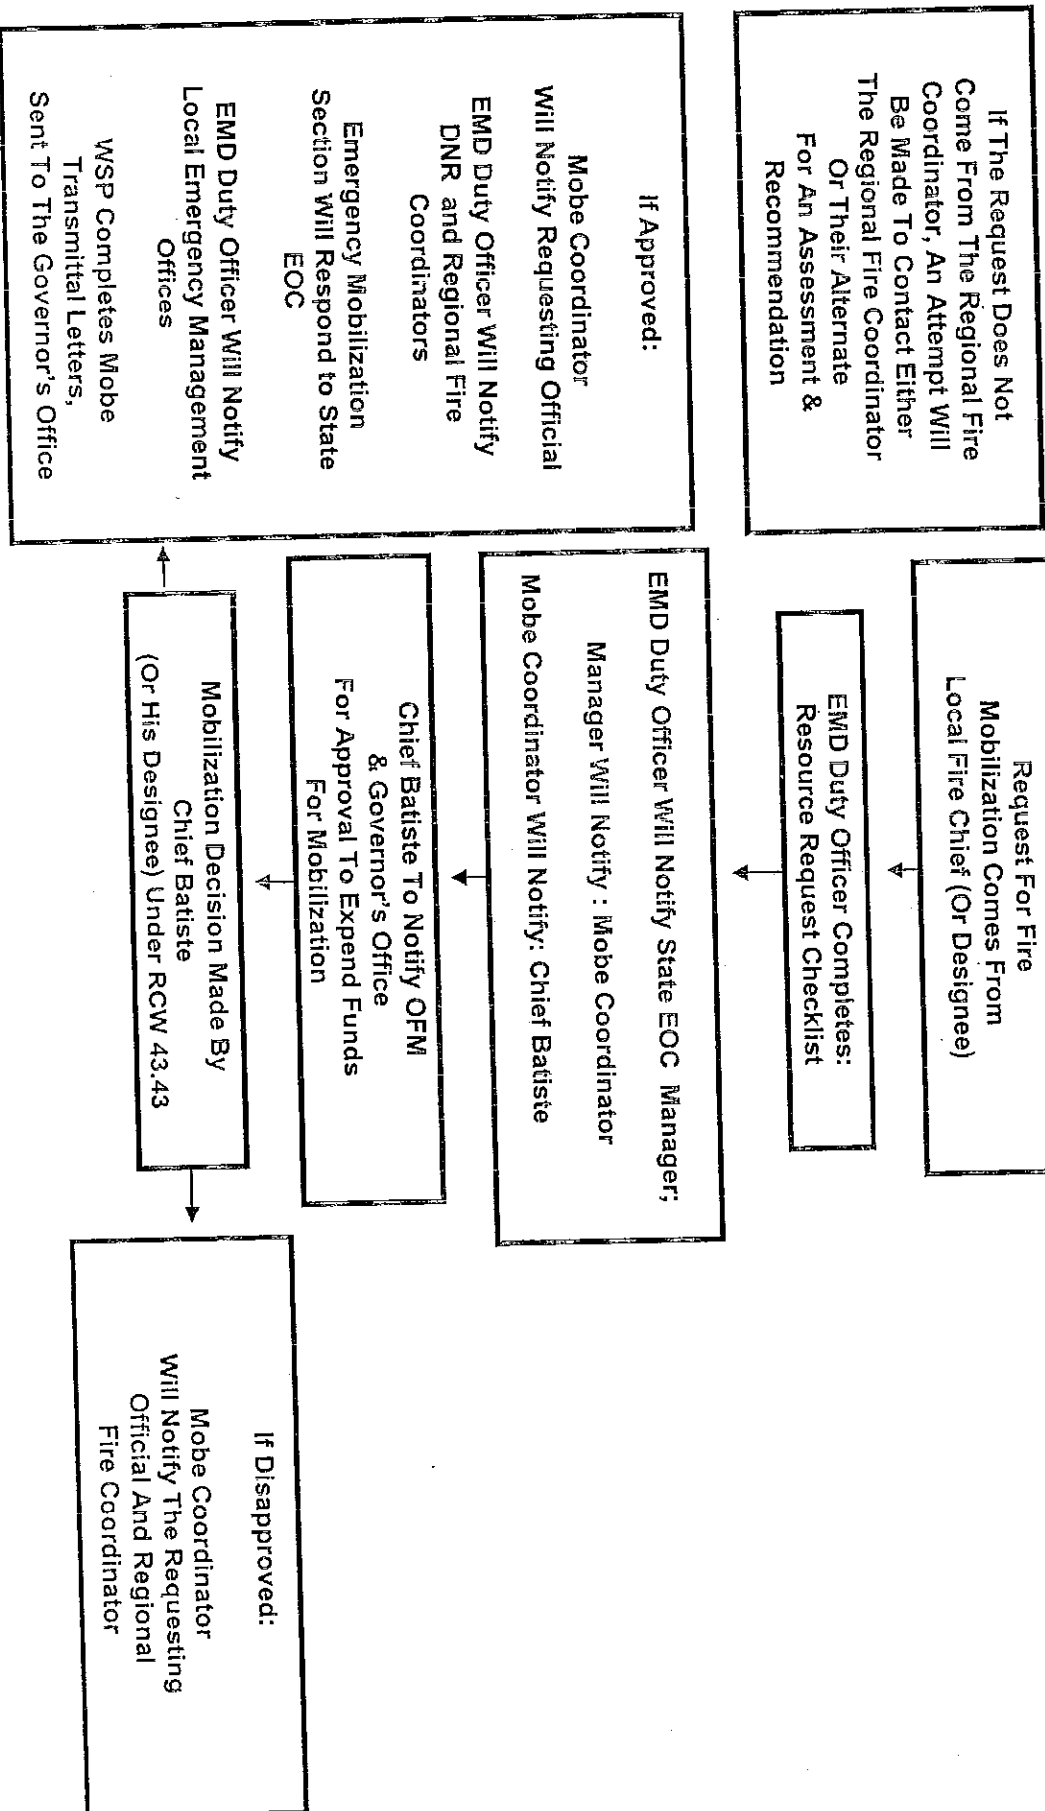 Request For Fire
Mobilization Comes From
Local Fire Chief (Or Designee)
If The Request Does Not
Come From The Regional Fire
Coordinator, An Attempt Will
Be Made To Contact Either
The Regional Fire Coordinator
Or Their Alternate
For An Assessment &
Recommendation
EMD Duty Officer Completes:
Resource Request Checklist
EMD Duty Officer Will Notify State EOC Manager;
Manager Will Notify : Mobe Coordinator
Mobe Coordinator Will Notify: Chief Batiste
Chief Batiste To Notify OFM
& Governor's Office
For Approval To Expend Funds
For Mobilization
Mobilization Decision Made By
Chief Batiste
(Or His Designee) Under RCW 43.43
If Approved:
Mobe Coordinator
Will Notify Requesting Official
EMD Duty Officer Will Notify
DNR and Regional Fire
Coordinators
Emergency Mobilization
Section Will Respond to State
EOC
EMD Duty Officer Will Notify
Local Emergency Management
Offices
WSP Completes Mobe
Transmittal Letters,
Sent To The Governor's Office
If Disapproved:
Mobe Coordinator
Will Notify The Requesting
Official And Regional
Fire Coordinator